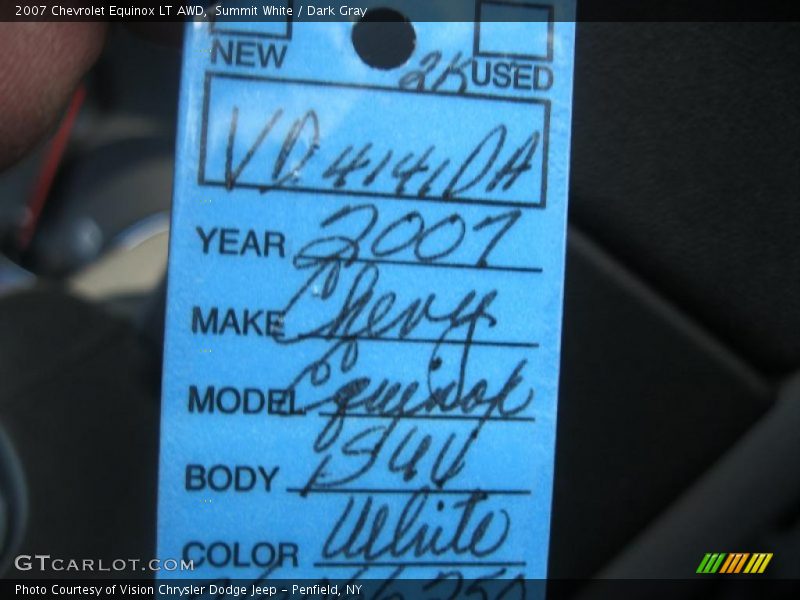 2007 Chevrolet Equinox LT AWD, Summit White / Dark Gray
NEW USED
2K
VD4141DA
YEAR 2007
MAKE Chevy
MODEL Equinox
BODY SUV
COLOR White
GTCARLOT.COM
Photo Courtesy of Vision Chrysler Dodge Jeep - Penfield, NY